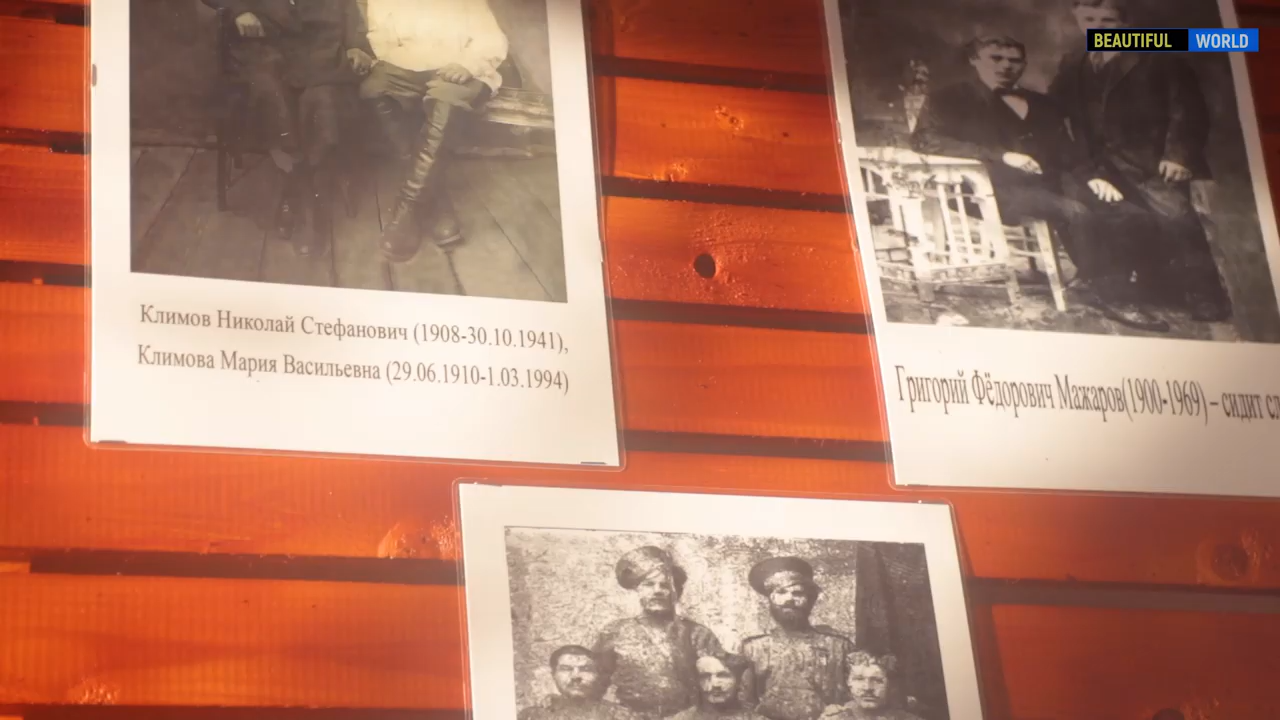 BEAUTIFUL WORLD
Климов Николай Стефанович (1908-30.10.1941),
Климова Мария Васильевна (29.06.1910-1.03.1994)
Григорий Фёдорович Мажаров(1900-1969) – сидит